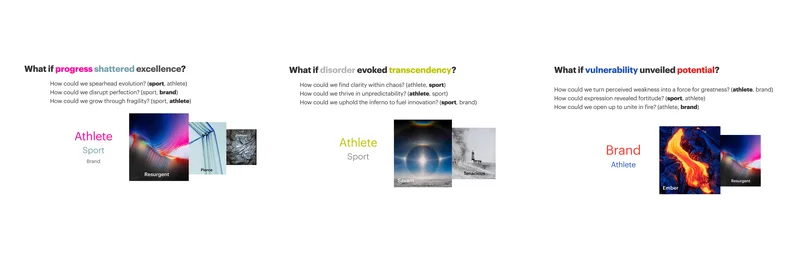 What if progress shattered excellence?
How could we spearhead evolution? (sport, athlete)
How could we disrupt perfection? (sport, brand)
How could we grow through fragility? (sport, athlete)
Athlete
Sport
Brand
Resurgent
Pierce
What if disorder evoked transcendency?
How could we find clarity within chaos? (athlete, sport)
How could we thrive in unpredictability? (athlete, sport)
How could we uphold the inferno to fuel innovation? (sport, brand)
Athlete
Sport
Tenacious
What if vulnerability unveiled potential?
How could we turn perceived weakness into a force for greatness? (athlete, brand)
How could expression revealed fortitude? (sport, athlete)
How could we open up to unite in fire? (athlete, brand)
Brand
Athlete
Ember
Resurgent